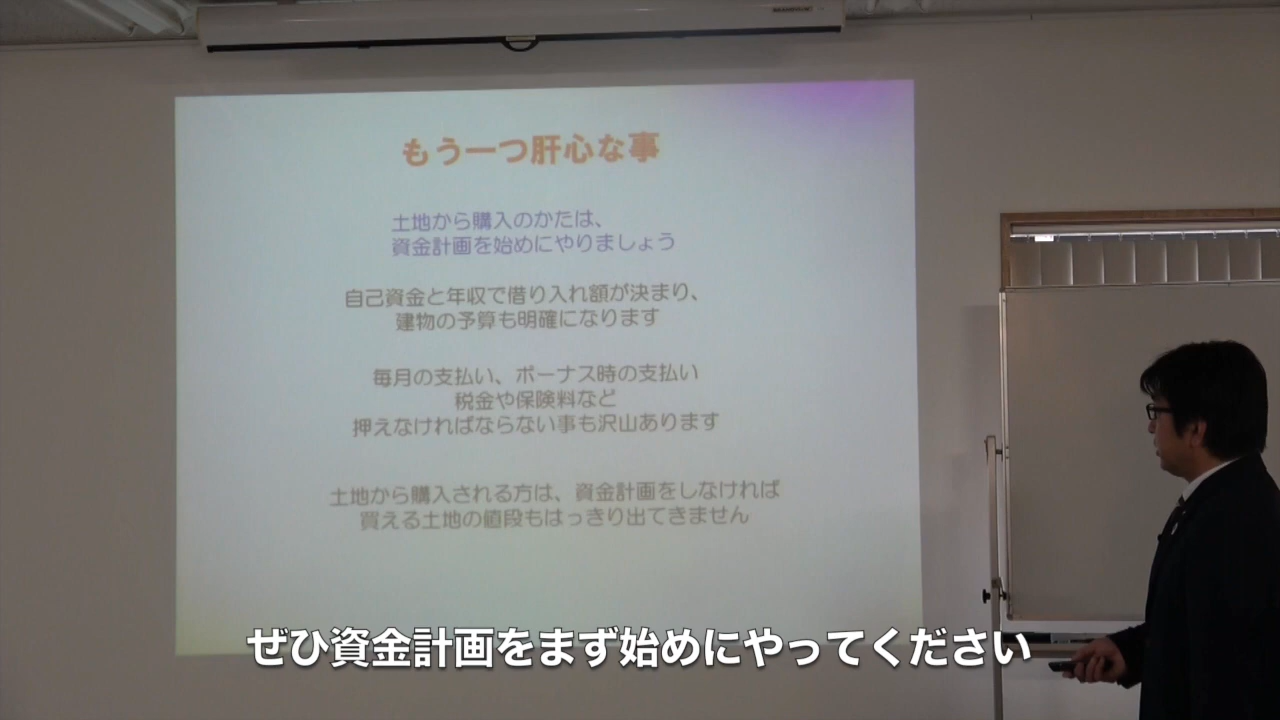 もう一つ肝心な事
土地から購入のかたは、
資金計画を始めにやりましょう
自己資金と年収で借り入れ額が決まり、
建物の予算も明確になります
毎月の支払い、ボーナス時の支払い
税金や保険料など
押えなければならない事も沢山あります
土地から購入される方は、資金計画をしなければ
買える土地の値段もはっきり出てきません
ぜひ資金計画をまず始めにやってください